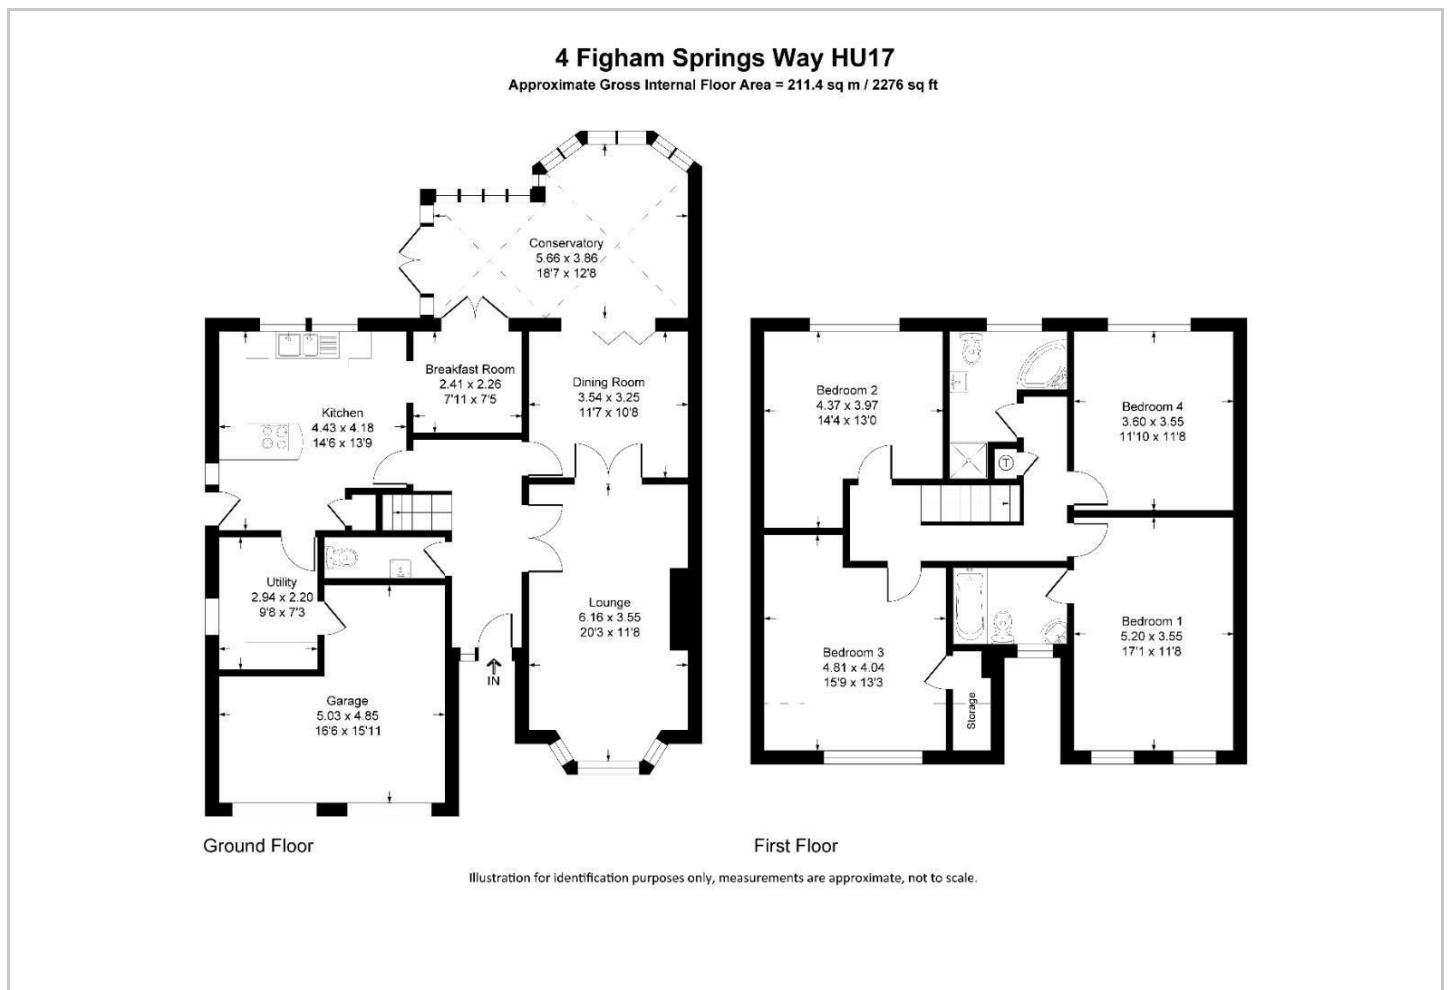 4 Figham Springs Way HU17
Approximate Gross Internal Floor Area = 211.4 sq m / 2276 sq ft
Conservatory
5.66 x 3.86
18'7 x 12'8
Breakfast Room
2.41 x 2.26
7'11 x 7'5
Dining Room
3.54 x 3.25
11'7 x 10'8
Kitchen
4.43 x 4.18
14'6 x 13'9
Utility
2.94 x 2.20
9'8 x 7'3
Lounge
6.16 x 3.55
20'3 x 11'8
IN
Garage
5.03 x 4.85
16'6 x 15'11
Ground Floor
Bedroom 2
4.37 x 3.97
14'4 x 13'0
Bedroom 4
3.60 x 3.55
11'10 x 11'8
T
Bedroom 3
4.81 x 4.04
15'9 x 13'3
Bedroom 1
5.20 x 3.55
17'1 x 11'8
Storage
First Floor
Illustration for identification purposes only, measurements are approximate, not to scale.